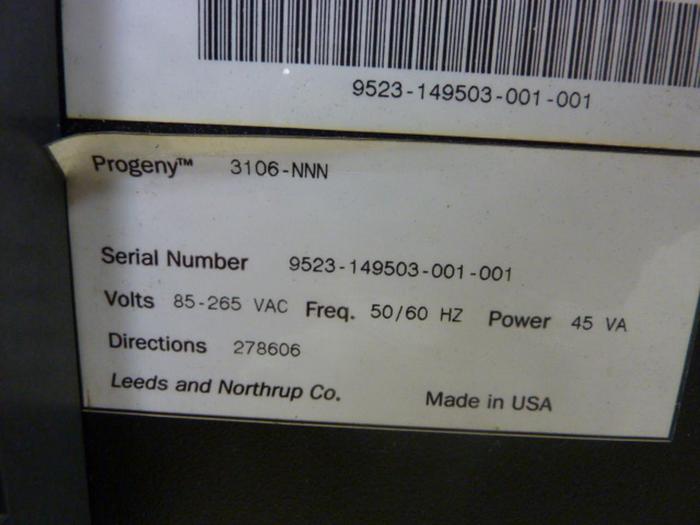 9523-149503-001-001
Progeny™ 3106-NNN
Serial Number 9523-149503-001-001
Volts 85-265 VAC Freq. 50/60 HZ Power 45 VA
Directions 278606
Leeds and Northrup Co. Made in USA